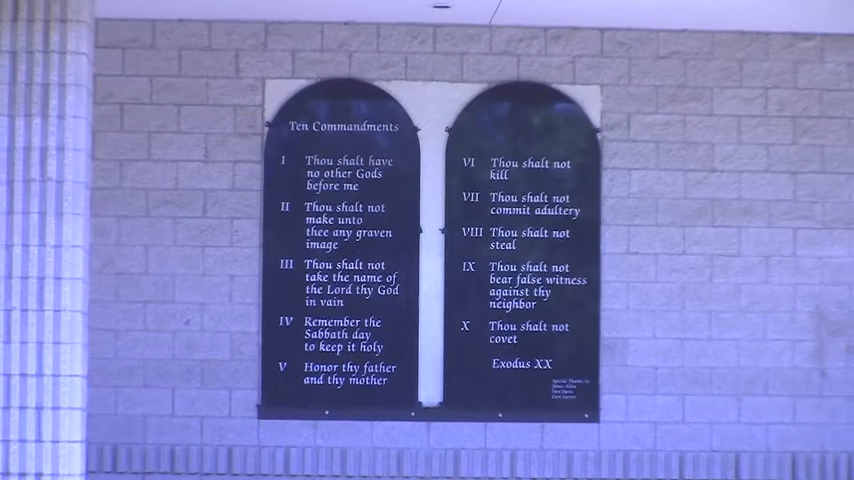 Ten Commandments
I Thou shalt have
no other Gods
before me
II Thou shalt not
make unto
thee any graven
image
III Thou shalt not
take the name of
the Lord thy God
in vain
IV Remember the
Sabbath day
to keep it holy
V Honor thy father
and thy mother
VI Thou shalt not
kill
VII Thou shalt not
commit adultery
VIII Thou shalt not
steal
IX Thou shalt not
bear false witness
against thy
neighbor
X Thou shalt not
covet
Exodus XX
Special Thanks to